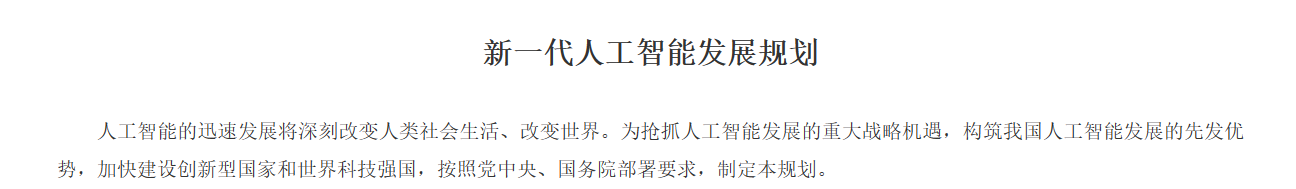 新一代人工智能发展规划
人工智能的迅速发展将深刻改变人类社会生活、改变世界。为抢抓人工智能发展的重大战略机遇，构筑我国人工智能发展的先发优
势，加快建设创新型国家和世界科技强国，按照党中央、国务院部署要求，制定本规划。